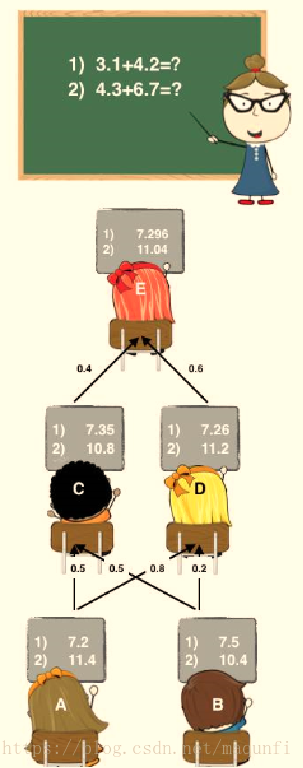 1) 3.1+4.2=?
2) 4.3+6.7=?
1) 7.296
2) 11.04
E
0.4 0.6
1) 7.35
2) 10.8
1) 7.26
2) 11.2
C D
0.5 0.5 0.8 0.2
1) 7.2
2) 11.4
1) 7.5
2) 10.4
A B
https://blog.csdn.net/maqunfi